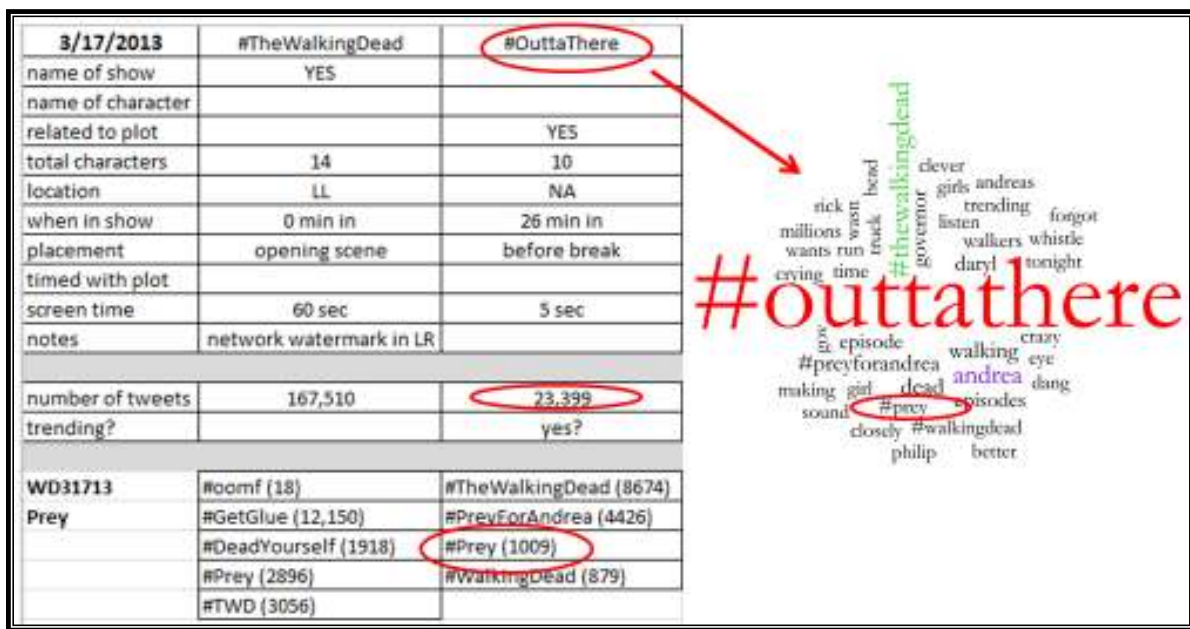 3/17/2013 #TheWalkingDead #OuttaThere
name of show YES
name of character
related to plot YES
total characters 14 10
location LL NA
when in show 0 min in 26 min in
placement opening scene before break
timed with plot
screen time 60 sec 5 sec
notes network watermark in LR
number of tweets 167,510 23,399
trending? yes?
WD31713 #oomf (18) #TheWalkingDead (8674)
Prey #GetGlue (12,150) #PreyForAndrea (4426)
#DeadYourself (1918) #Prey (1009)
#Prey (2896) #WalkingDead (879)
#TWD (3056)
#thewalkingdead
head
clever
girls andreas
rick
wasn
truck
governor
trending
listen
forgot
millions
walkers whistle
wants run
daryl tonight
crying time
#outtathere
gov
episode
crazy
#preyforandrea walking eye
making girl dead andrea dang
sound #prey episodes
closely #walkingdead
philip better